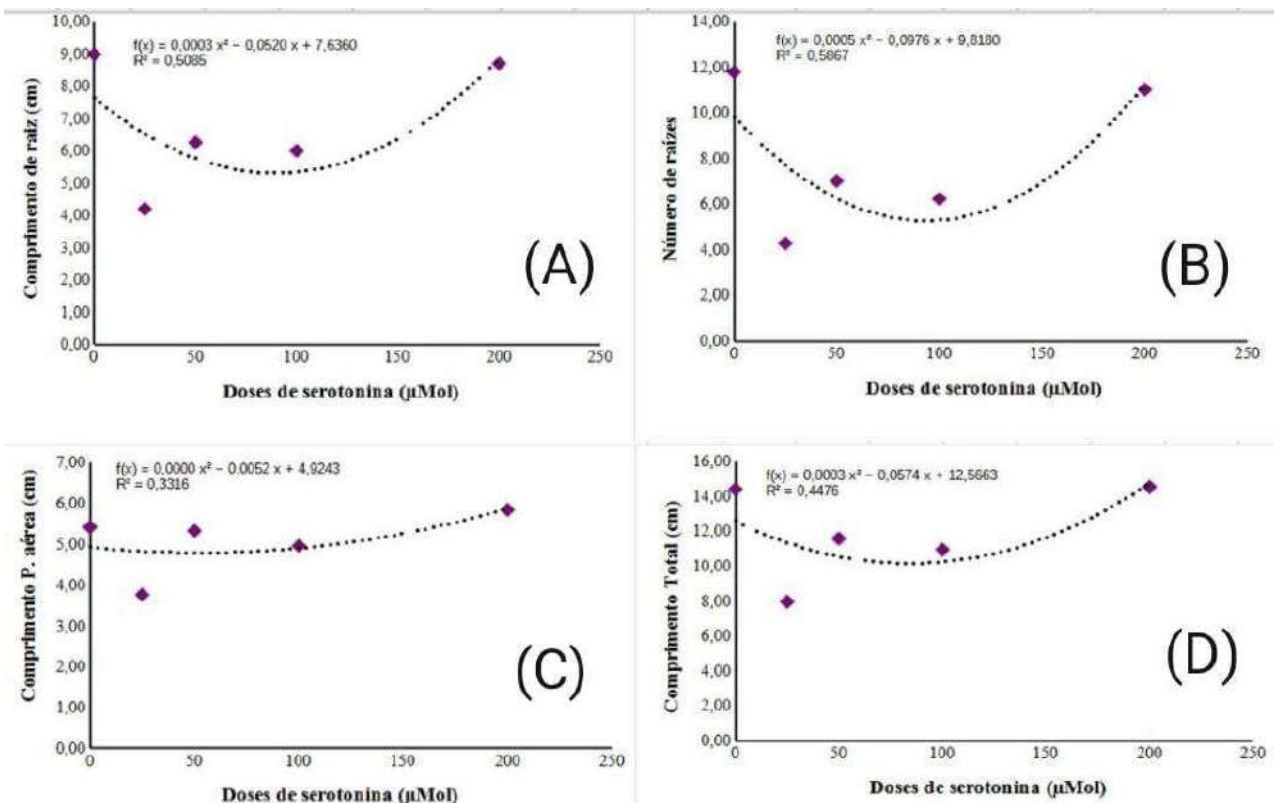 10,00
9,00
8,00
7,00
6,00
5,00
4,00
3,00
2,00
1,00
0,00
f(x) = 0,0003 x² − 0,0520 x + 7,6360
R² = 0,5085
Comprimento de raiz (cm)
(A)
0 50 100 150 200 250
Doses de serotonina (µMol)
14,00
12,00
10,00
8,00
6,00
4,00
2,00
0,00
f(x) = 0,0005 x² − 0,0976 x + 9,8180
R² = 0,5867
Número de raízes
(B)
0 50 100 150 200 250
Doses de serotonina (µMol)
7,00
6,00
5,00
4,00
3,00
2,00
1,00
0,00
f(x) = 0,0000 x² − 0,0052 x + 4,9243
R² = 0,3316
Comprimento P. aérea (cm)
(C)
0 50 100 150 200 250
Doses de serotonina (µMol)
16,00
14,00
12,00
10,00
8,00
6,00
4,00
2,00
0,00
f(x) = 0,0003 x² − 0,0574 x + 12,5663
R² = 0,4476
Comprimento Total (cm)
(D)
0 50 100 150 200 250
Doses de serotonina (µMol)